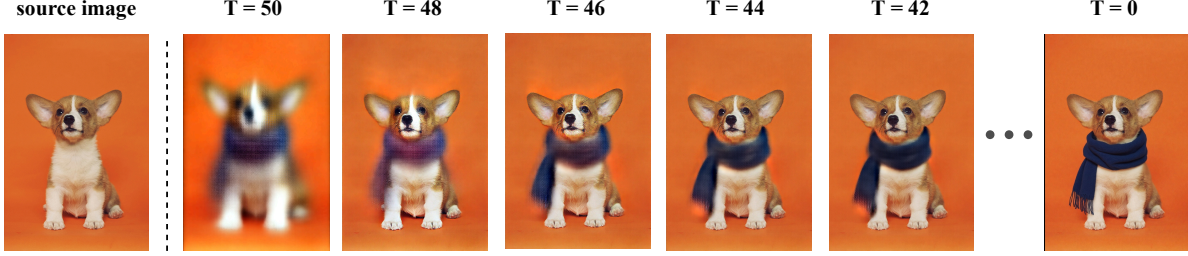 source image T = 50 T = 48 T = 46 T = 44 T = 42 T = 0